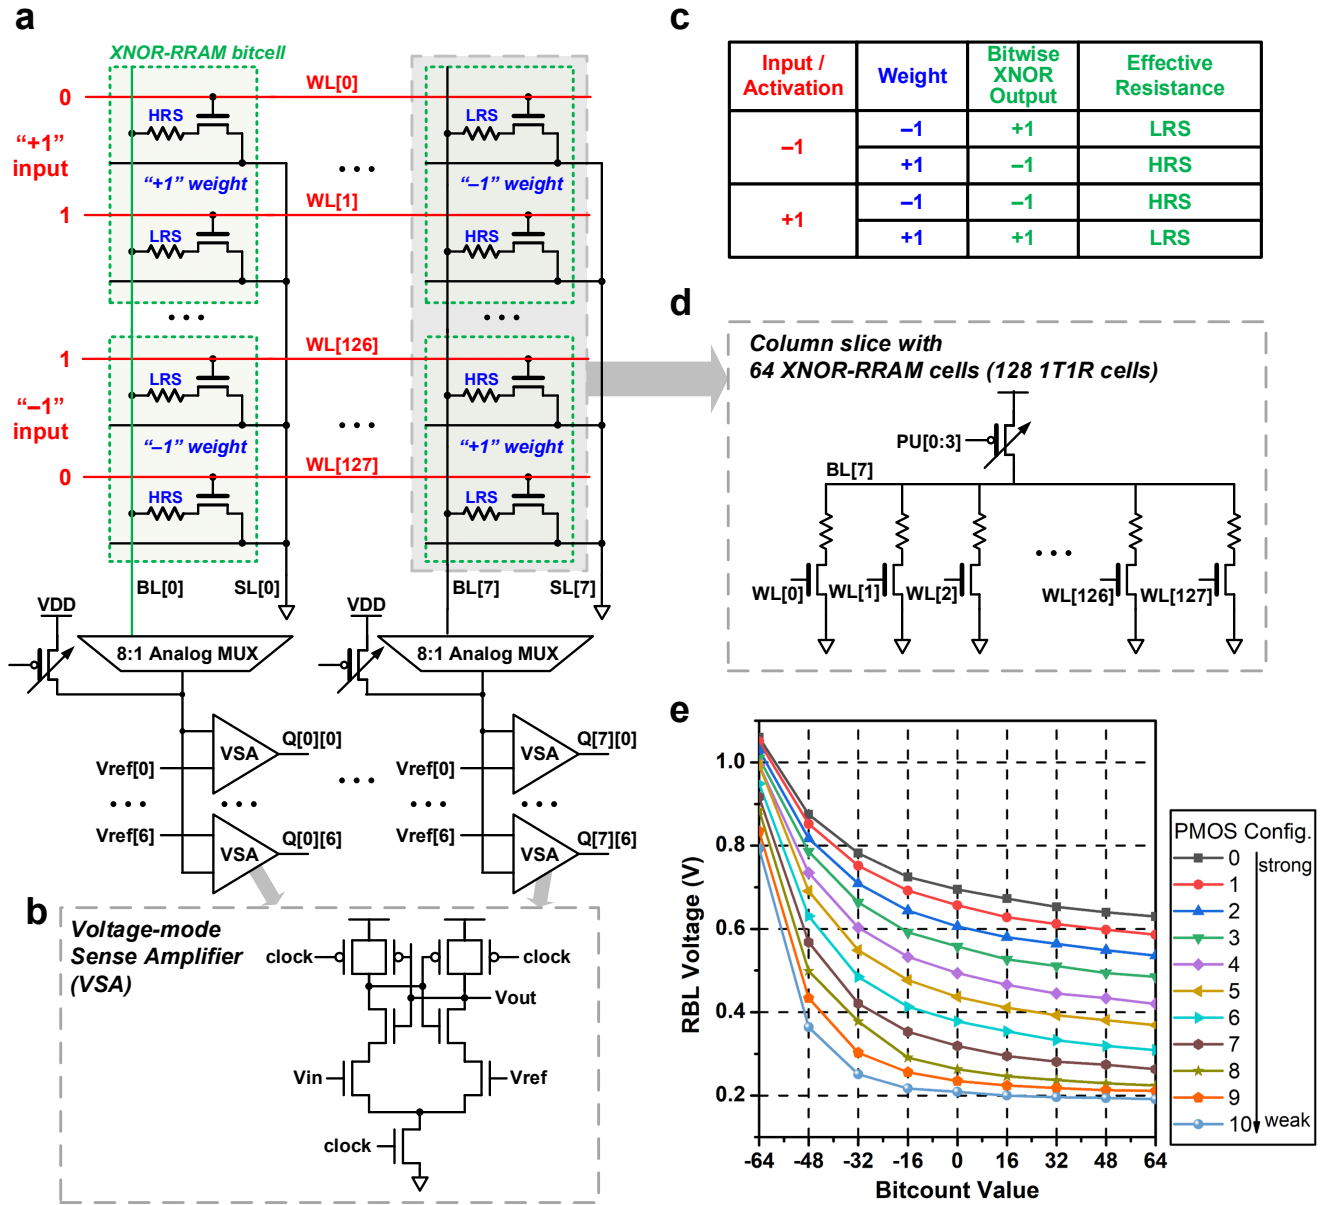 a
XNOR-RRAM bitcell
0
WL[0]
HRS
LRS
“+1”
input
“+1” weight
“–1” weight
1
WL[1]
LRS
HRS
1
WL[126]
LRS
HRS
“–1”
input
“–1” weight
“+1” weight
0
WL[127]
HRS
LRS
BL[0]
SL[0]
BL[7]
SL[7]
VDD
VDD
8:1 Analog MUX
8:1 Analog MUX
VSA
Q[0][0]
Vref[0]
VSA
Q[7][0]
Vref[0]
Vref[6]
VSA
Q[0][6]
Vref[6]
VSA
Q[7][6]
b
Voltage-mode
Sense Amplifier
(VSA)
clock
clock
Vout
Vin
Vref
clock
c
Input /
Activation
Weight
Bitwise
XNOR
Output
Effective
Resistance
–1
–1
+1
LRS
+1
–1
HRS
+1
–1
–1
HRS
+1
+1
LRS
d
Column slice with
64 XNOR-RRAM cells (128 1T1R cells)
PU[0:3]
BL[7]
WL[0]
WL[1]
WL[2]
WL[126]
WL[127]
e
RBL Voltage (V)
1.0
0.8
0.6
0.4
0.2
-64
-48
-32
-16
0
16
32
48
64
Bitcount Value
PMOS Config.
0
strong
1
2
3
4
5
6
7
8
9
10
weak